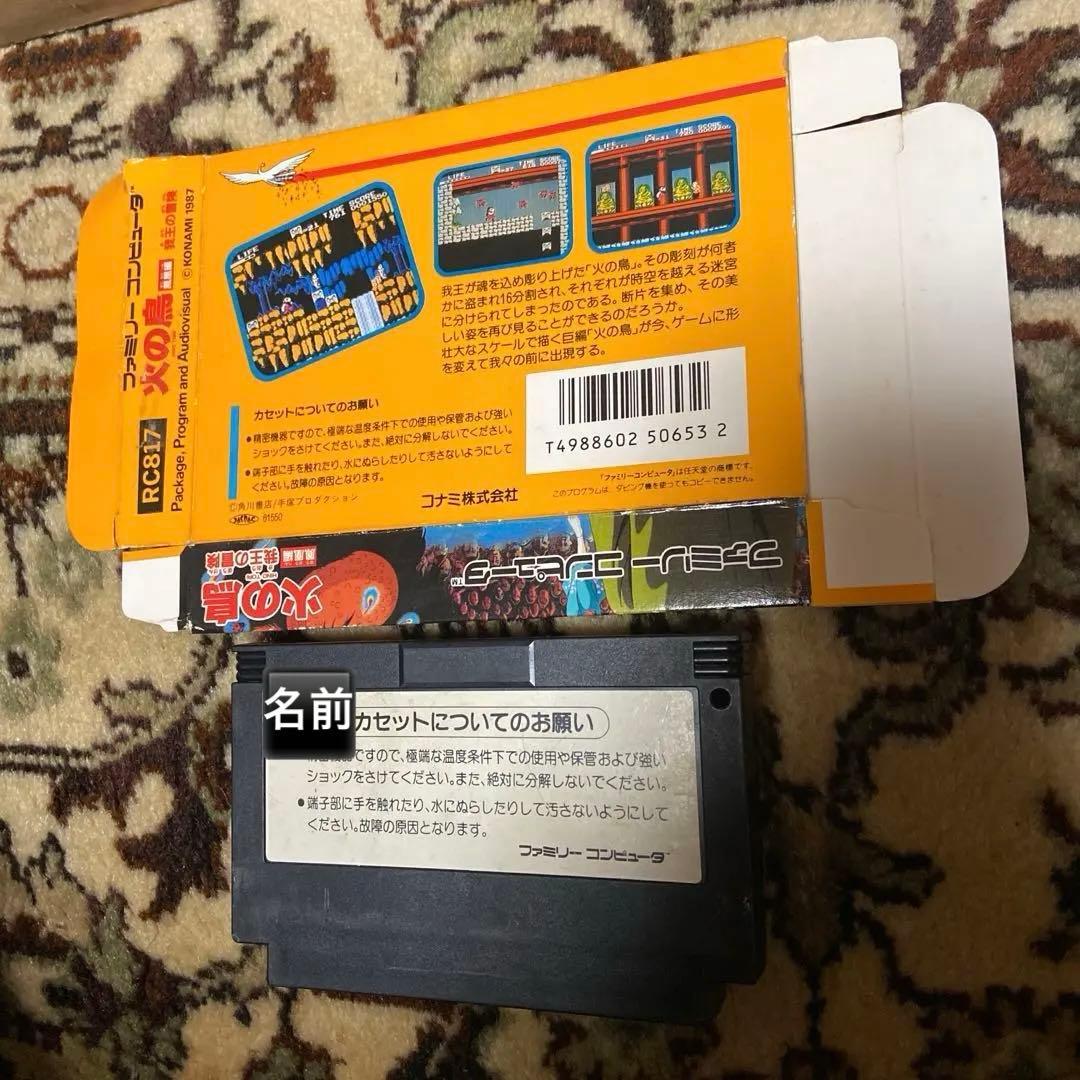 ファミリー コンピュータ™
火の鳥
鳳凰編 我王の冒険
RC817
Package, Program and Audiovisual ©KONAMI 1987
LIFE
TIME SCORE
LIFE
TIME SCORE
LIFE
TIME SCORE
我王が魂を込め彫り上げた「火の鳥」。その彫刻が何者
かに盗まれ16分割され、それぞれが時空を越える迷宮
に分けられてしまったのである。断片を集め、その美
しい姿を再び見ることができるのだろうか。
壮大なスケールで描く巨編“火の鳥”が今、ゲームに形
を変えて我々の前に出現する。
カセットについてのお願い
●精密機器ですので、極端な温度条件下での使用や保管および強い
ショックをさけてください。また、絶対に分解しないでください。
●端子部に手を触れたり、水にぬらしたりして汚さないようにして
ください。故障の原因となります。
©角川書店/手塚プロダクション
61550
コナミ株式会社
T4988602 50653 2
「ファミリーコンピュータ」は任天堂の商標です。
このプログラムは、ダビング機を使ってもコピーできません。
ファミリー コンピュータ™
火の鳥
HINO TORI
鳳凰編
我王の冒険
名前
カセットについてのお願い
精密機器ですので、極端な温度条件下での使用や保管および強い
ショックをさけてください。また、絶対に分解しないでください。
●端子部に手を触れたり、水にぬらしたりして汚さないようにして
ください。故障の原因となります。
ファミリー コンピュータ™